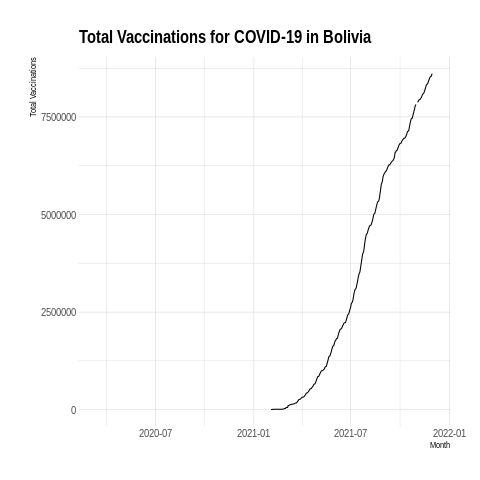 Total Vaccinations for COVID-19 in Bolivia
Total Vaccinations
7500000
5000000
2500000
0
2020-07 2021-01 2021-07 2022-01
Month